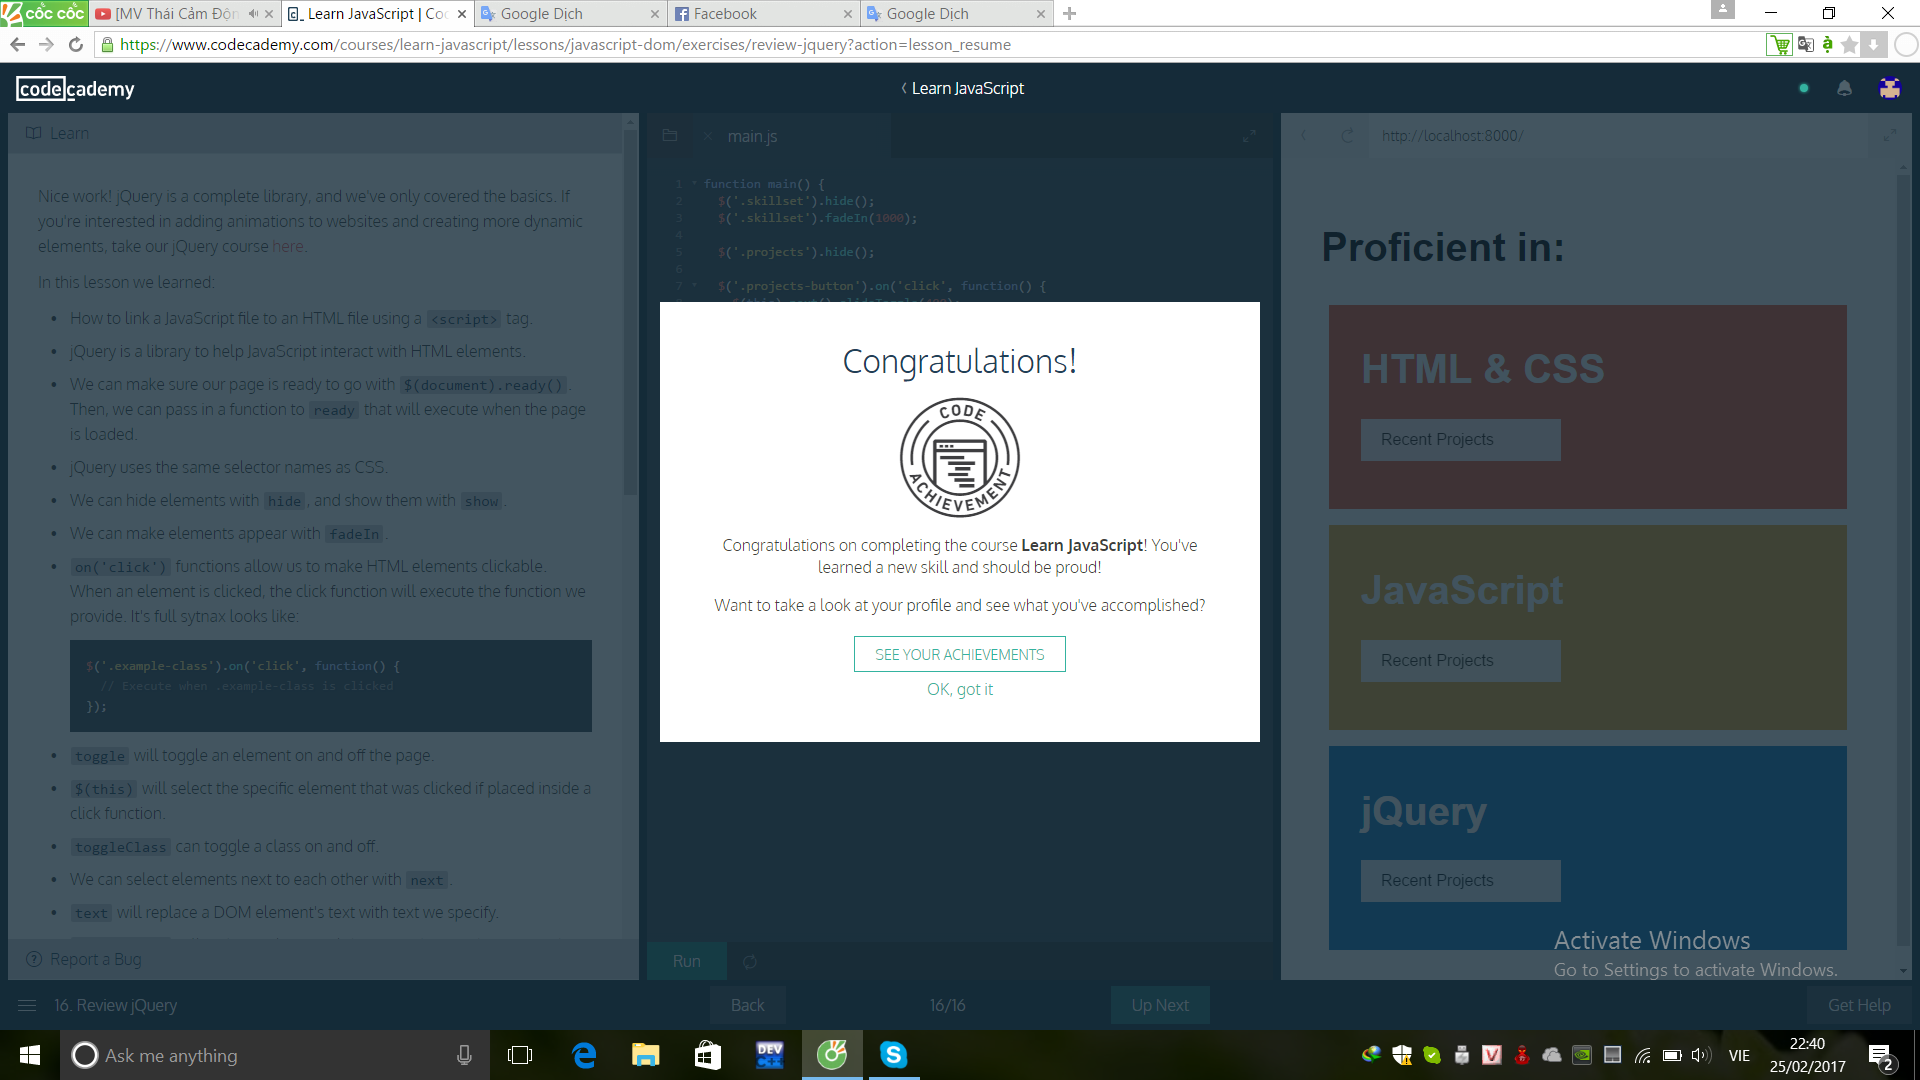 cốc cốc
[MV Thái Cảm Độn
Learn JavaScript | Co
Google Dịch
Facebook
Google Dịch
https://www.codecademy.com/courses/learn-javascript/lessons/javascript-dom/exercises/review-jquery?action=lesson_resume
codecademy
Learn JavaScript
Learn
Nice work! jQuery is a complete library, and we've only covered the basics. If
you're interested in adding animations to websites and creating more dynamic
elements, take our jQuery course here.
In this lesson we learned:
• How to link a JavaScript file to an HTML file using a <script> tag.
• jQuery is a library to help JavaScript interact with HTML elements.
• We can make sure our page is ready to go with $(document).ready().
Then, we can pass in a function to ready that will execute when the page
is loaded.
• jQuery uses the same selector names as CSS.
• We can hide elements with hide, and show them with show.
• We can make elements appear with fadeIn.
• on('click') functions allow us to make HTML elements clickable.
When an element is clicked, the click function will execute the function we
provide. It's full sytnax looks like:
$('.example-class').on('click', function() {
// Execute when .example-class is clicked
});
• toggle will toggle an element on and off the page.
• $(this) will select the specific element that was clicked if placed inside a
click function.
• toggleClass can toggle a class on and off.
• We can select elements next to each other with next.
• text will replace a DOM element's text with text we specify.
Report a Bug
main.js
1 function main() {
2 $('.skillset').hide();
3 $('.skillset').fadeIn(1000);
4
5 $('.projects').hide();
6
7 $('.projects-button').on('click', function() {
Congratulations!
CODE
ACHIEVEMENT
Congratulations on completing the course Learn JavaScript! You've
learned a new skill and should be proud!
Want to take a look at your profile and see what you've accomplished?
SEE YOUR ACHIEVEMENTS
OK, got it
Run
http://localhost:8000/
Proficient in:
HTML & CSS
Recent Projects
JavaScript
Recent Projects
jQuery
Recent Projects
Activate Windows
Go to Settings to activate Windows.
16. Review jQuery
Back
16/16
Up Next
Get Help
Ask me anything
DEV
C++
VIE
22:40
25/02/2017
2